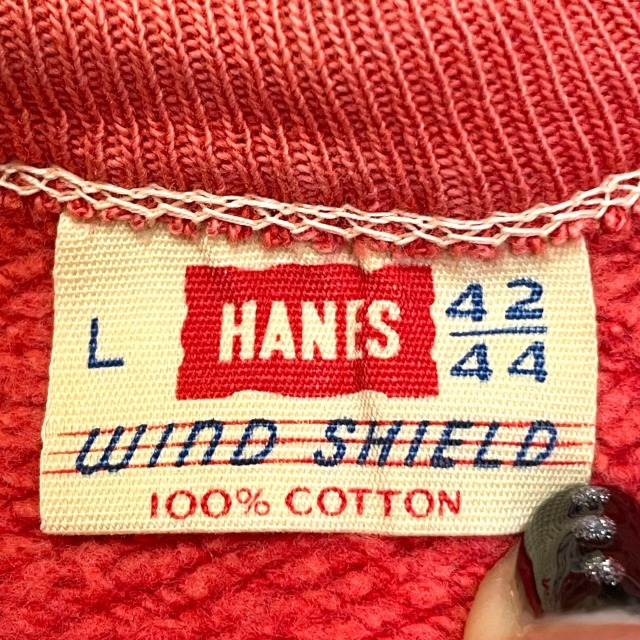 L HANES 42/44
WIND SHIELD
100% COTTON